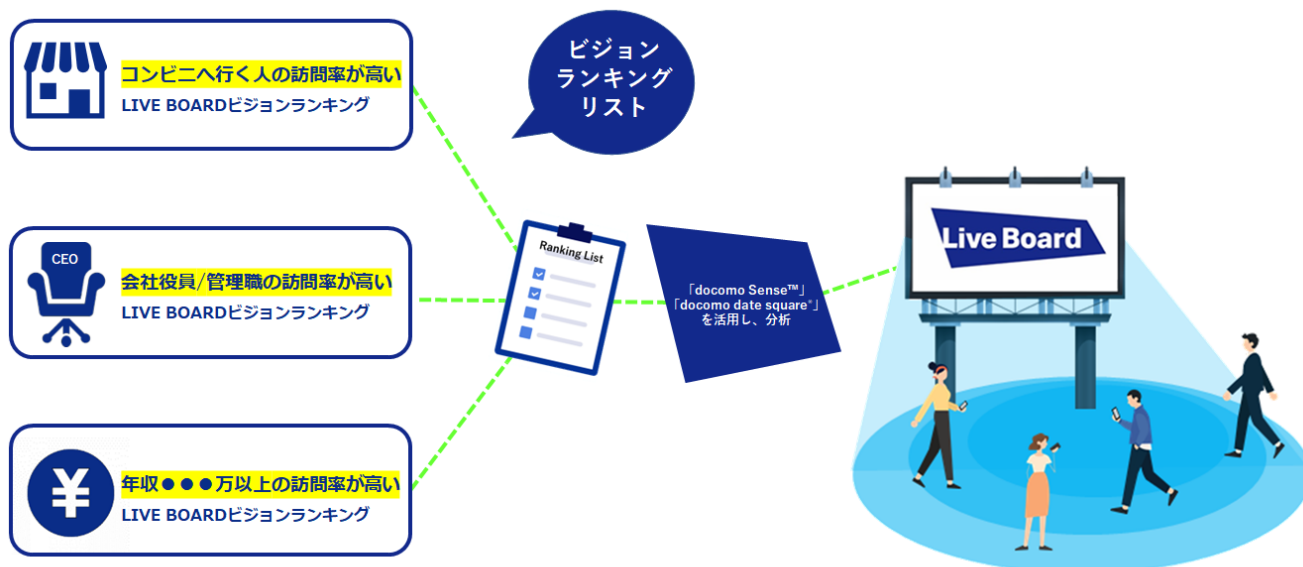 コンビニへ行く人の訪問率が高い
LIVE BOARDビジョンランキング
CEO
会社役員/管理職の訪問率が高い
LIVE BOARDビジョンランキング
¥
年収●●●万以上の訪問率が高い
LIVE BOARDビジョンランキング
ビジョン
ランキング
リスト
Ranking List
「docomo Sense™」
「docomo date square®」
を活用し、分析
Live Board